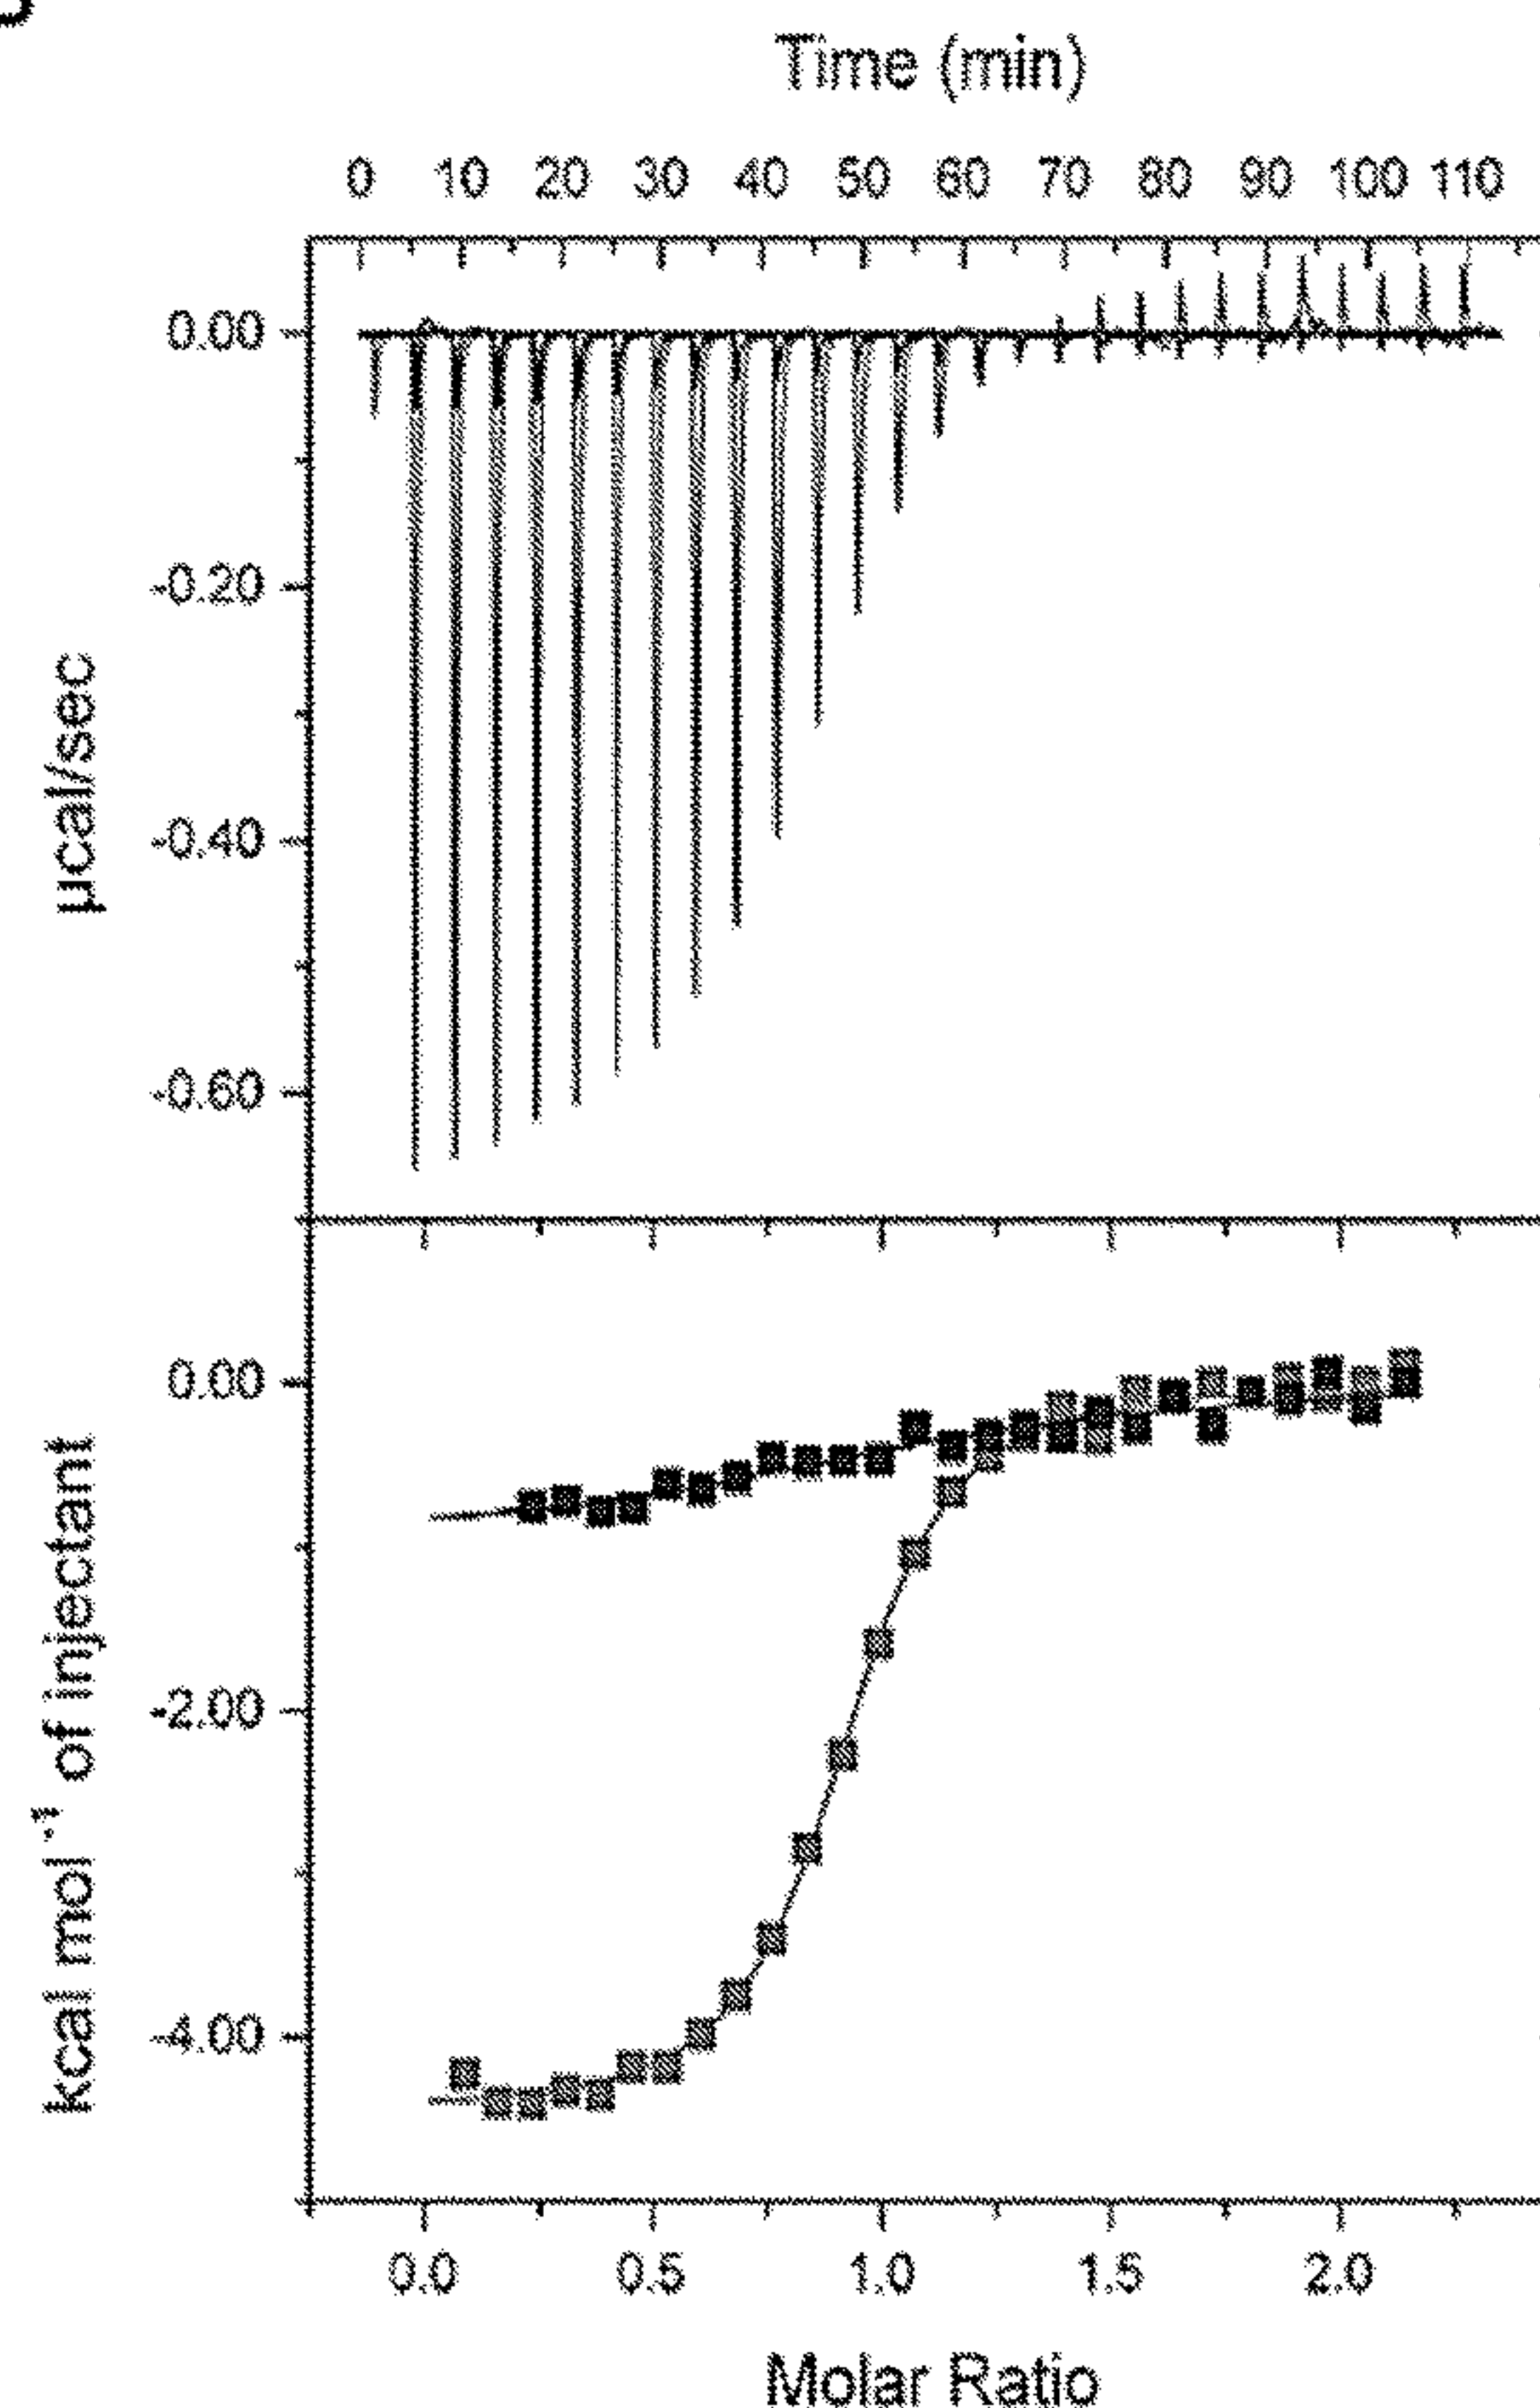 Time (min)
0 10 20 30 40 50 60 70 80 90 100 110
0.00
-0.20
-0.40
-0.60
µcal/sec
0.00
-2.00
-4.00
kcal mol⁻¹ of injectant
0.0 0.5 1.0 1.5 2.0
Molar Ratio